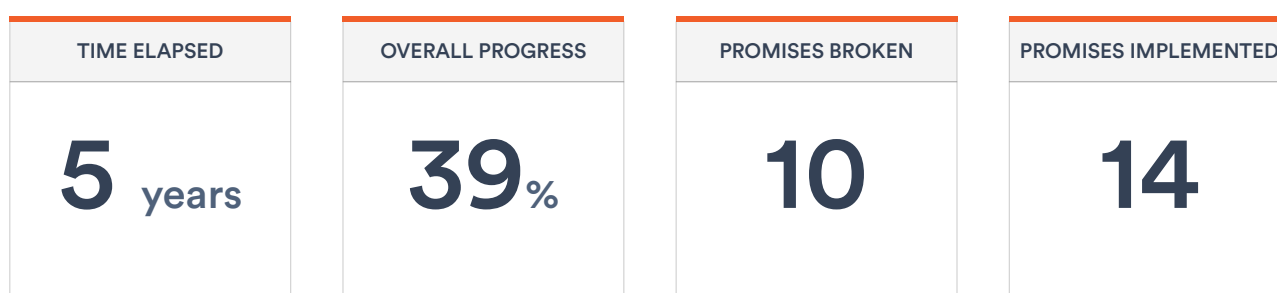 TIME ELAPSED
5 years
OVERALL PROGRESS
39%
PROMISES BROKEN
10
PROMISES IMPLEMENTED
14